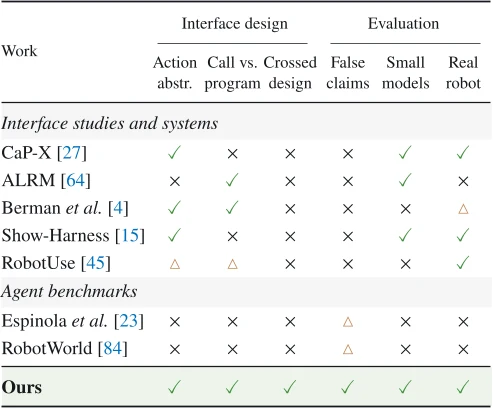 Interface design Evaluation
Work
Action Call vs. Crossed False Small Real
abstr. program design claims models robot
Interface studies and systems
CaP-X [27] ✓ × × × ✓ ✓
ALRM [64] × ✓ × × ✓ ×
Berman et al. [4] ✓ ✓ × × × △
Show-Harness [15] ✓ × × × ✓ ✓
RobotUse [45] △ △ × × × ✓
Agent benchmarks
Espinola et al. [23] × × × △ × ×
RobotWorld [84] × × × △ × ×
Ours ✓ ✓ ✓ ✓ ✓ ✓